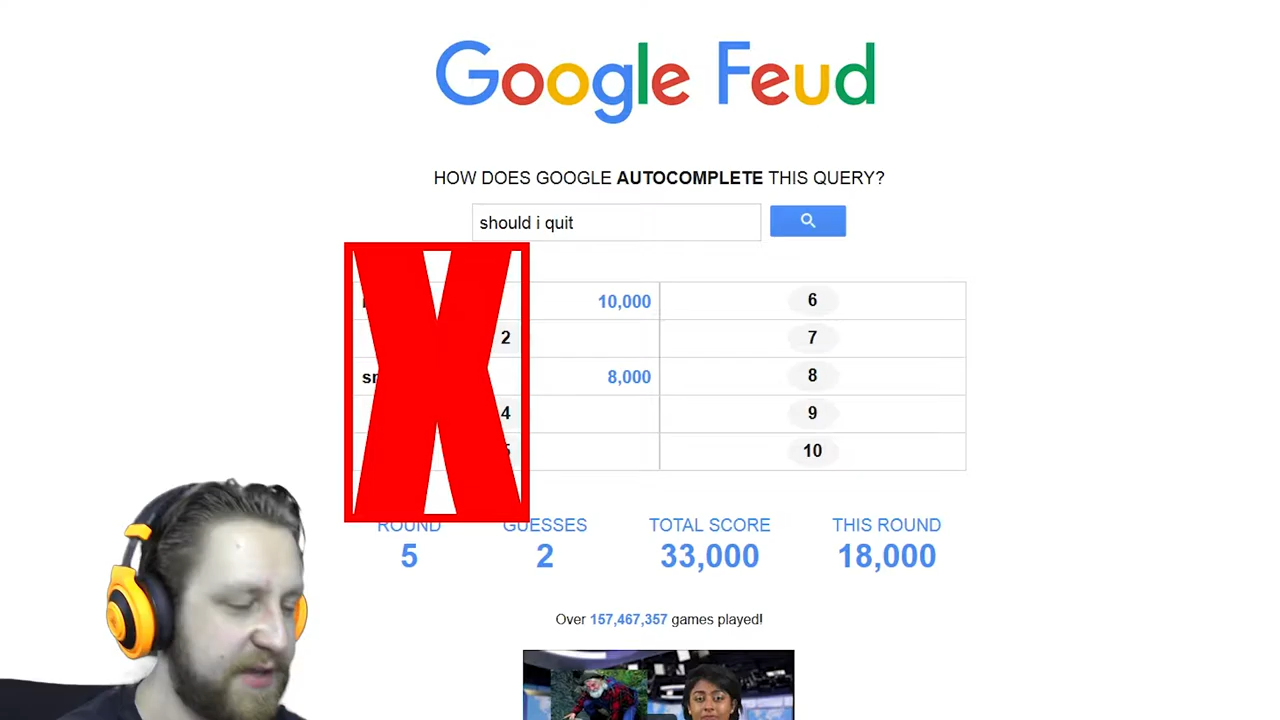 Google Feud
HOW DOES GOOGLE AUTOCOMPLETE THIS QUERY?
should i quit
X
10,000 6
2 7
8,000 8
4 9
10
ROUND GUESSES TOTAL SCORE THIS ROUND
5 2 33,000 18,000
Over 157,467,357 games played!